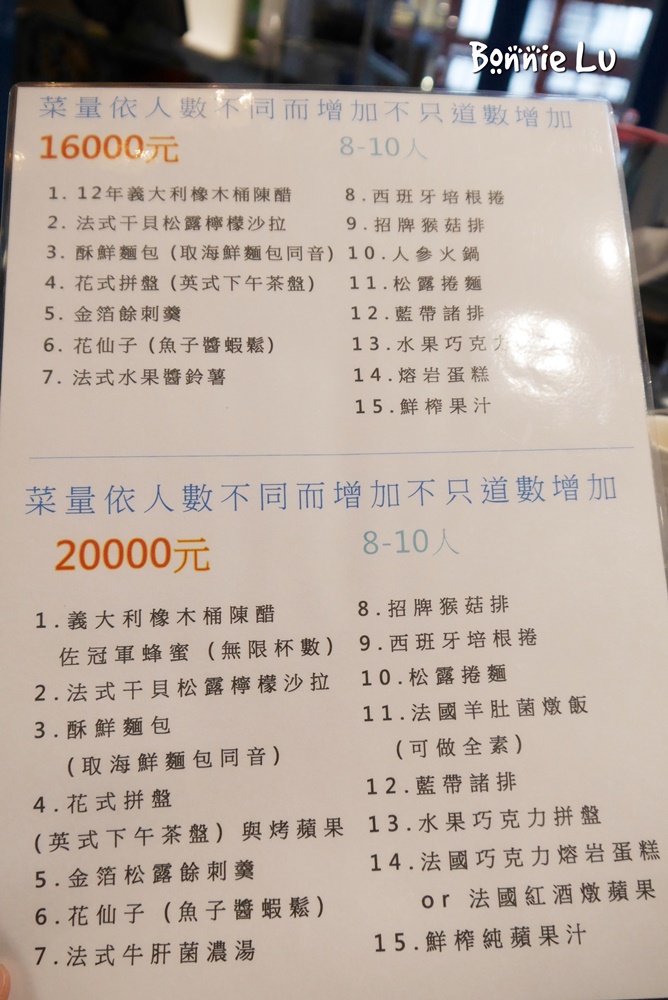 Bonnie Lu
菜量依人數不同而增加不只道數增加
16000元
8-10人
1. 12年義大利橡木桶陳醋
2. 法式干貝松露檸檬沙拉
3. 酥鮮麵包 (取海鮮麵包同音)
4. 花式拼盤 (英式下午茶盤)
5. 金箔餘刺羹
6. 花仙子 (魚子醬蝦鬆)
7. 法式水果醬鈴薯
8. 西班牙培根捲
9. 招牌猴菇排
10. 人參火鍋
11. 松露捲麵
12. 藍帶諸排
13. 水果巧克力
14. 熔岩蛋糕
15. 鮮榨果汁
菜量依人數不同而增加不只道數增加
20000元
8-10人
1. 義大利橡木桶陳醋
佐冠軍蜂蜜 (無限杯數)
2. 法式干貝松露檸檬沙拉
3. 酥鮮麵包
(取海鮮麵包同音)
4. 花式拼盤
(英式下午茶盤) 與烤蘋果
5. 金箔松露餘刺羹
6. 花仙子 (魚子醬蝦鬆)
7. 法式牛肝菌濃湯
8. 招牌猴菇排
9. 西班牙培根捲
10. 松露捲麵
11. 法國羊肚菌燉飯
(可做全素)
12. 藍帶諸排
13. 水果巧克力拼盤
14. 法國巧克力熔岩蛋糕
or 法國紅酒燉蘋果
15. 鮮榨純蘋果汁